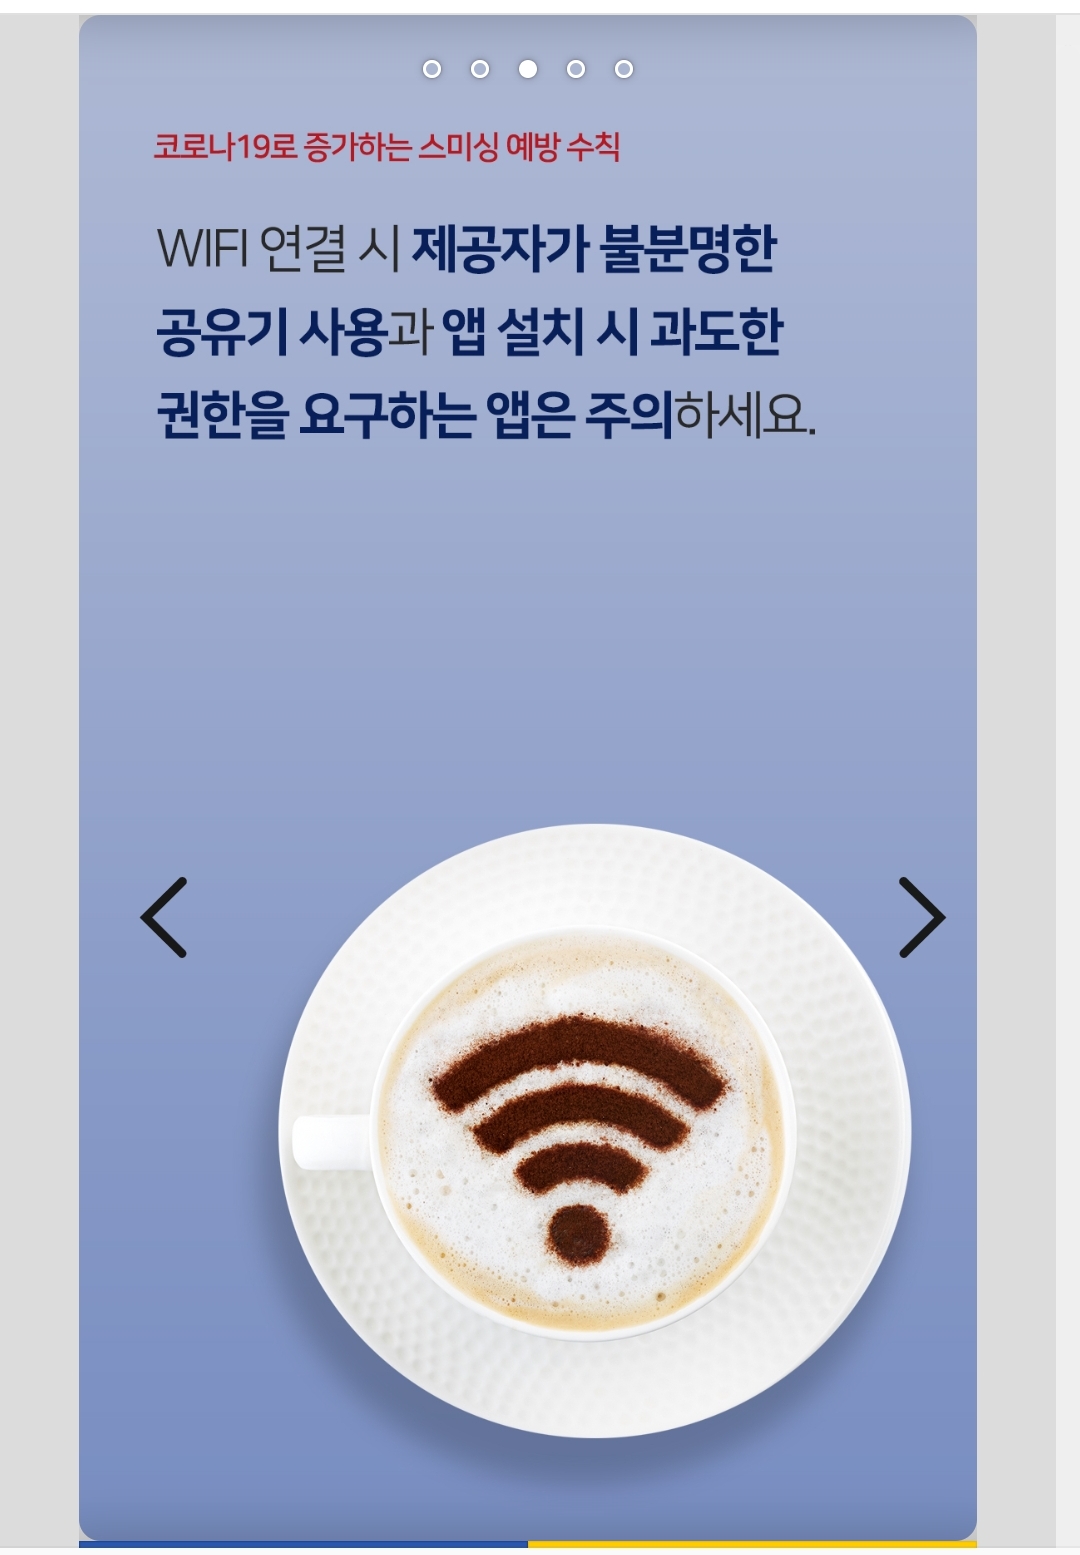 코로나19로 증가하는 스미싱 예방 수칙
WIFI 연결 시 제공자가 불분명한
공유기 사용과 앱 설치 시 과도한
권한을 요구하는 앱은 주의하세요.